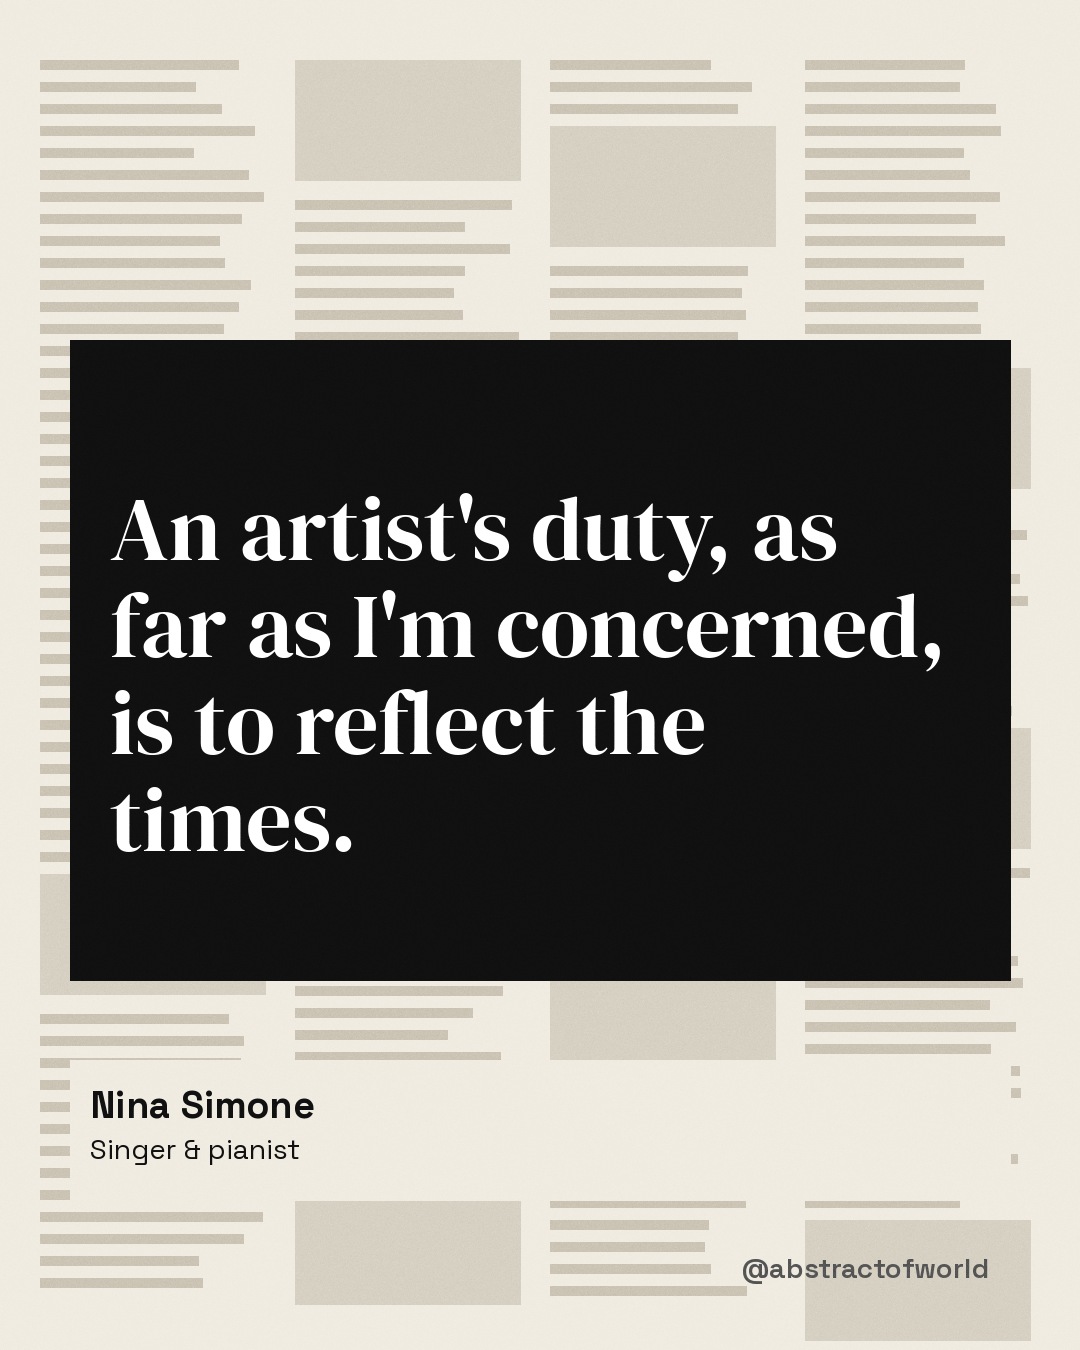 An artist's duty, as
far as I'm concerned,
is to reflect the
times.
Nina Simone
Singer & pianist
@abstractofworld